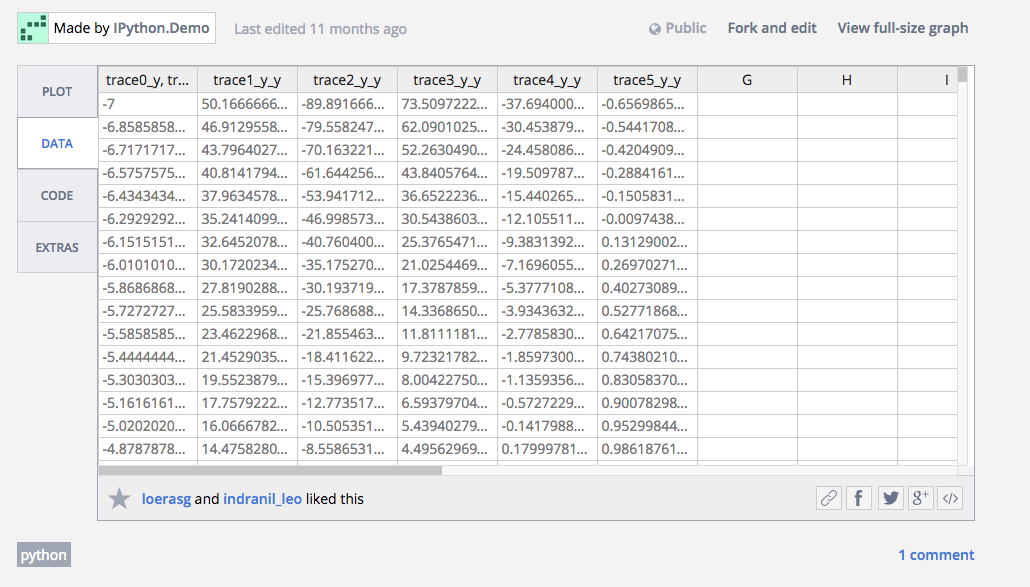 Made by IPython.Demo Last edited 11 months ago Public Fork and edit View full-size graph
PLOT
DATA
CODE
EXTRAS
trace0_y, tr... trace1_y_y trace2_y_y trace3_y_y trace4_y_y trace5_y_y G H I
-7 50.1666666... -89.891666... 73.5097222... -37.694000... -0.6569865...
-6.8585858... 46.9129558... -79.558247... 62.0901025... -30.453879... -0.5441708...
-6.7171717... 43.7964027... -70.163221... 52.2630490... -24.458086... -0.4204909...
-6.5757575... 40.8141794... -61.644256... 43.8405764... -19.509787... -0.2884161...
-6.4343434... 37.9634578... -53.941712... 36.6522236... -15.440265... -0.1505831...
-6.2929292... 35.2414099... -46.998573... 30.5438603... -12.105511... -0.0097438...
-6.1515151... 32.6452078... -40.760400... 25.3765471... -9.3831392... 0.13129002...
-6.0101010... 30.1720234... -35.175270... 21.0254469... -7.1696055... 0.26970271...
-5.8686868... 27.8190288... -30.193719... 17.3787859... -5.3777108... 0.40273089...
-5.7272727... 25.5833959... -25.768688... 14.3368650... -3.9343632... 0.52771868...
-5.5858585... 23.4622968... -21.855463... 11.8111181... -2.7785830... 0.64217075...
-5.4444444... 21.4529035... -18.411622... 9.72321782... -1.8597300... 0.74380210...
-5.3030303... 19.5523879... -15.396977... 8.00422750... -1.1359356... 0.83058370...
-5.1616161... 17.7579222... -12.773517... 6.59379704... -0.5727229... 0.90078298...
-5.0202020... 16.0666782... -10.505351... 5.43940279... -0.1417988... 0.95299844...
-4.8787878... 14.4758280... -8.5586531... 4.49562969... 0.17999781... 0.98618761...
loerasg and indranil_leo liked this
python 1 comment